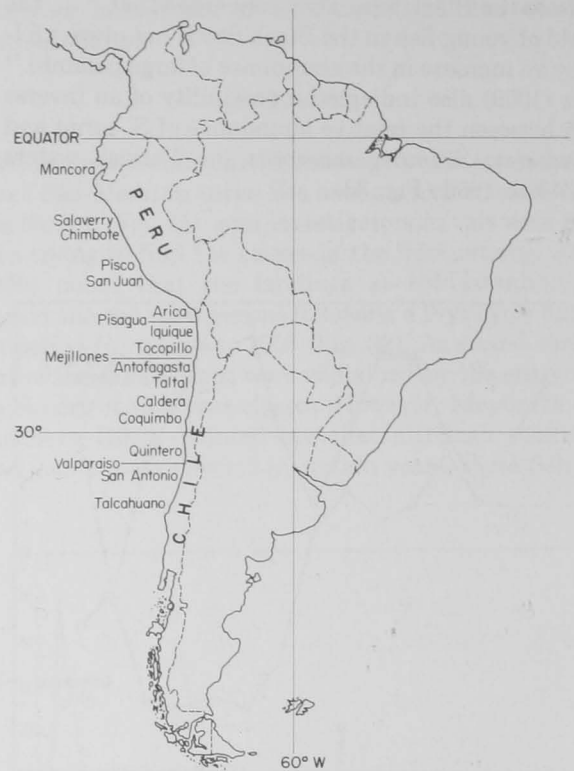 EQUATOR
Mancora
PERU
Salaverry
Chimbote
Pisco
San Juan
Arica
Pisagua
Iquique
Tocopillo
Mejillones
Antofagasta
Taltal
Caldera
Coquimbo
30°
Quintero
Valparaiso
San Antonio
Talcahuano
CHILE
60° W